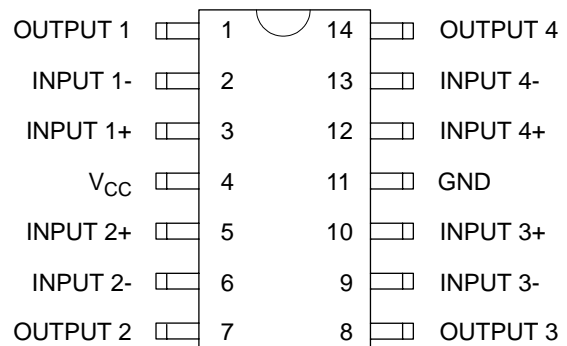 OUTPUT 1 1 14 OUTPUT 4
INPUT 1- 2 13 INPUT 4-
INPUT 1+ 3 12 INPUT 4+
VCC 4 11 GND
INPUT 2+ 5 10 INPUT 3+
INPUT 2- 6 9 INPUT 3-
OUTPUT 2 7 8 OUTPUT 3